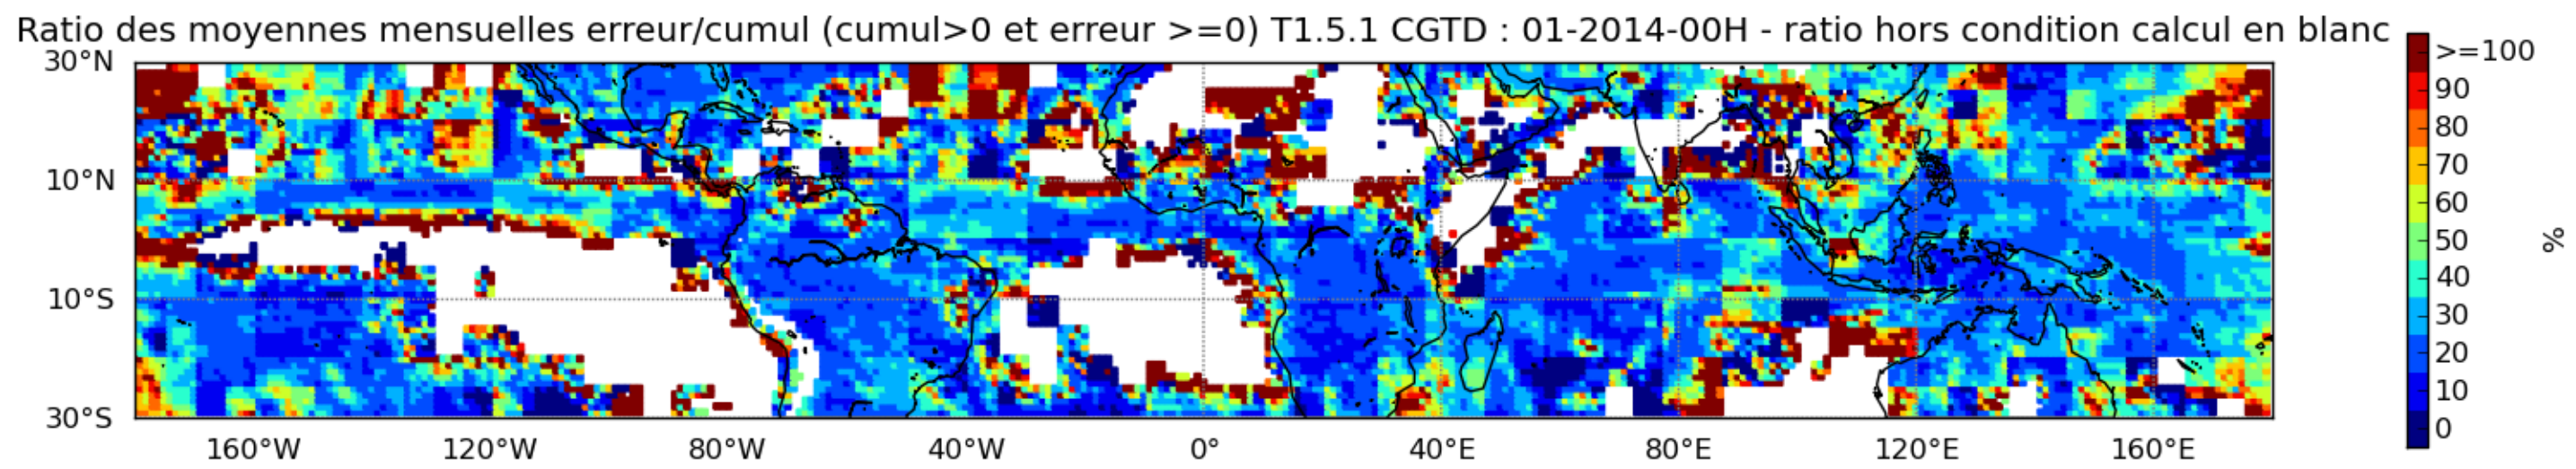 Ratio des moyennes mensuelles erreur/cumul (cumul>0 et erreur >=0) T1.5.1 CGTD : 01-2014-00H - ratio hors condition calcul en blanc
30°N
10°N
10°S
30°S
160°W 120°W 80°W 40°W 0° 40°E 80°E 120°E 160°E
>=100
90
80
70
60
50
40
30
20
10
0
%